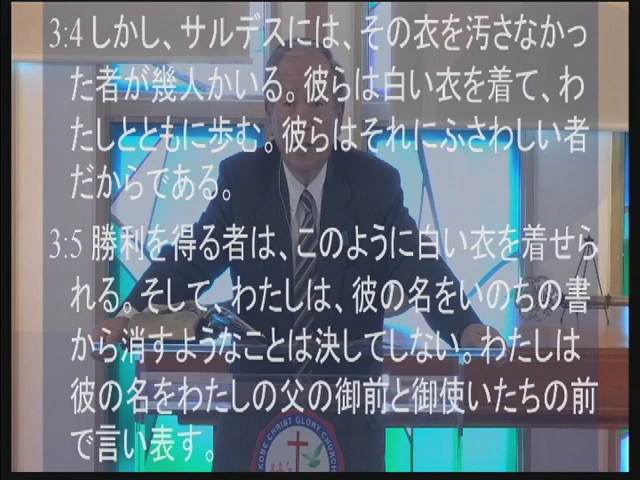 3:4 しかし、サルデスには、その衣を汚さなかっ
た者が幾人かいる。彼らは白い衣を着て、わ
たしとともに歩む。彼らはそれにふさわしい者
だからである。
3:5 勝利を得る者は、このように白い衣を着せら
れる。そして、わたしは、彼の名をいのちの書
から消すようなことは決してしない。わたしは
彼の名をわたしの父の御前と御使いたちの前
で言い表す。
KOBE CHRIST GLORY CHURCH